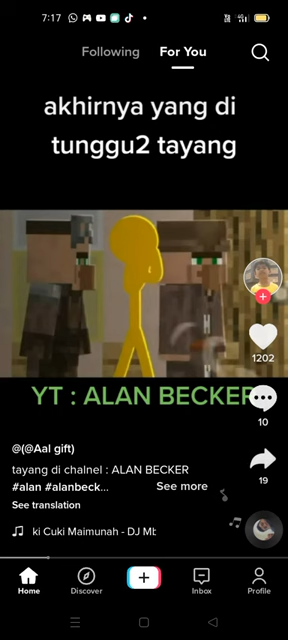 7:17
Following For You
akhirnya yang di
tunggu2 tayang
YT : ALAN BECKER
1202
10
19
@(@Aal gift)
tayang di chalnel : ALAN BECKER
#alan #alanbeck... See more
See translation
ki Cuki Maimunah - DJ Mt
Home Discover Inbox Profile